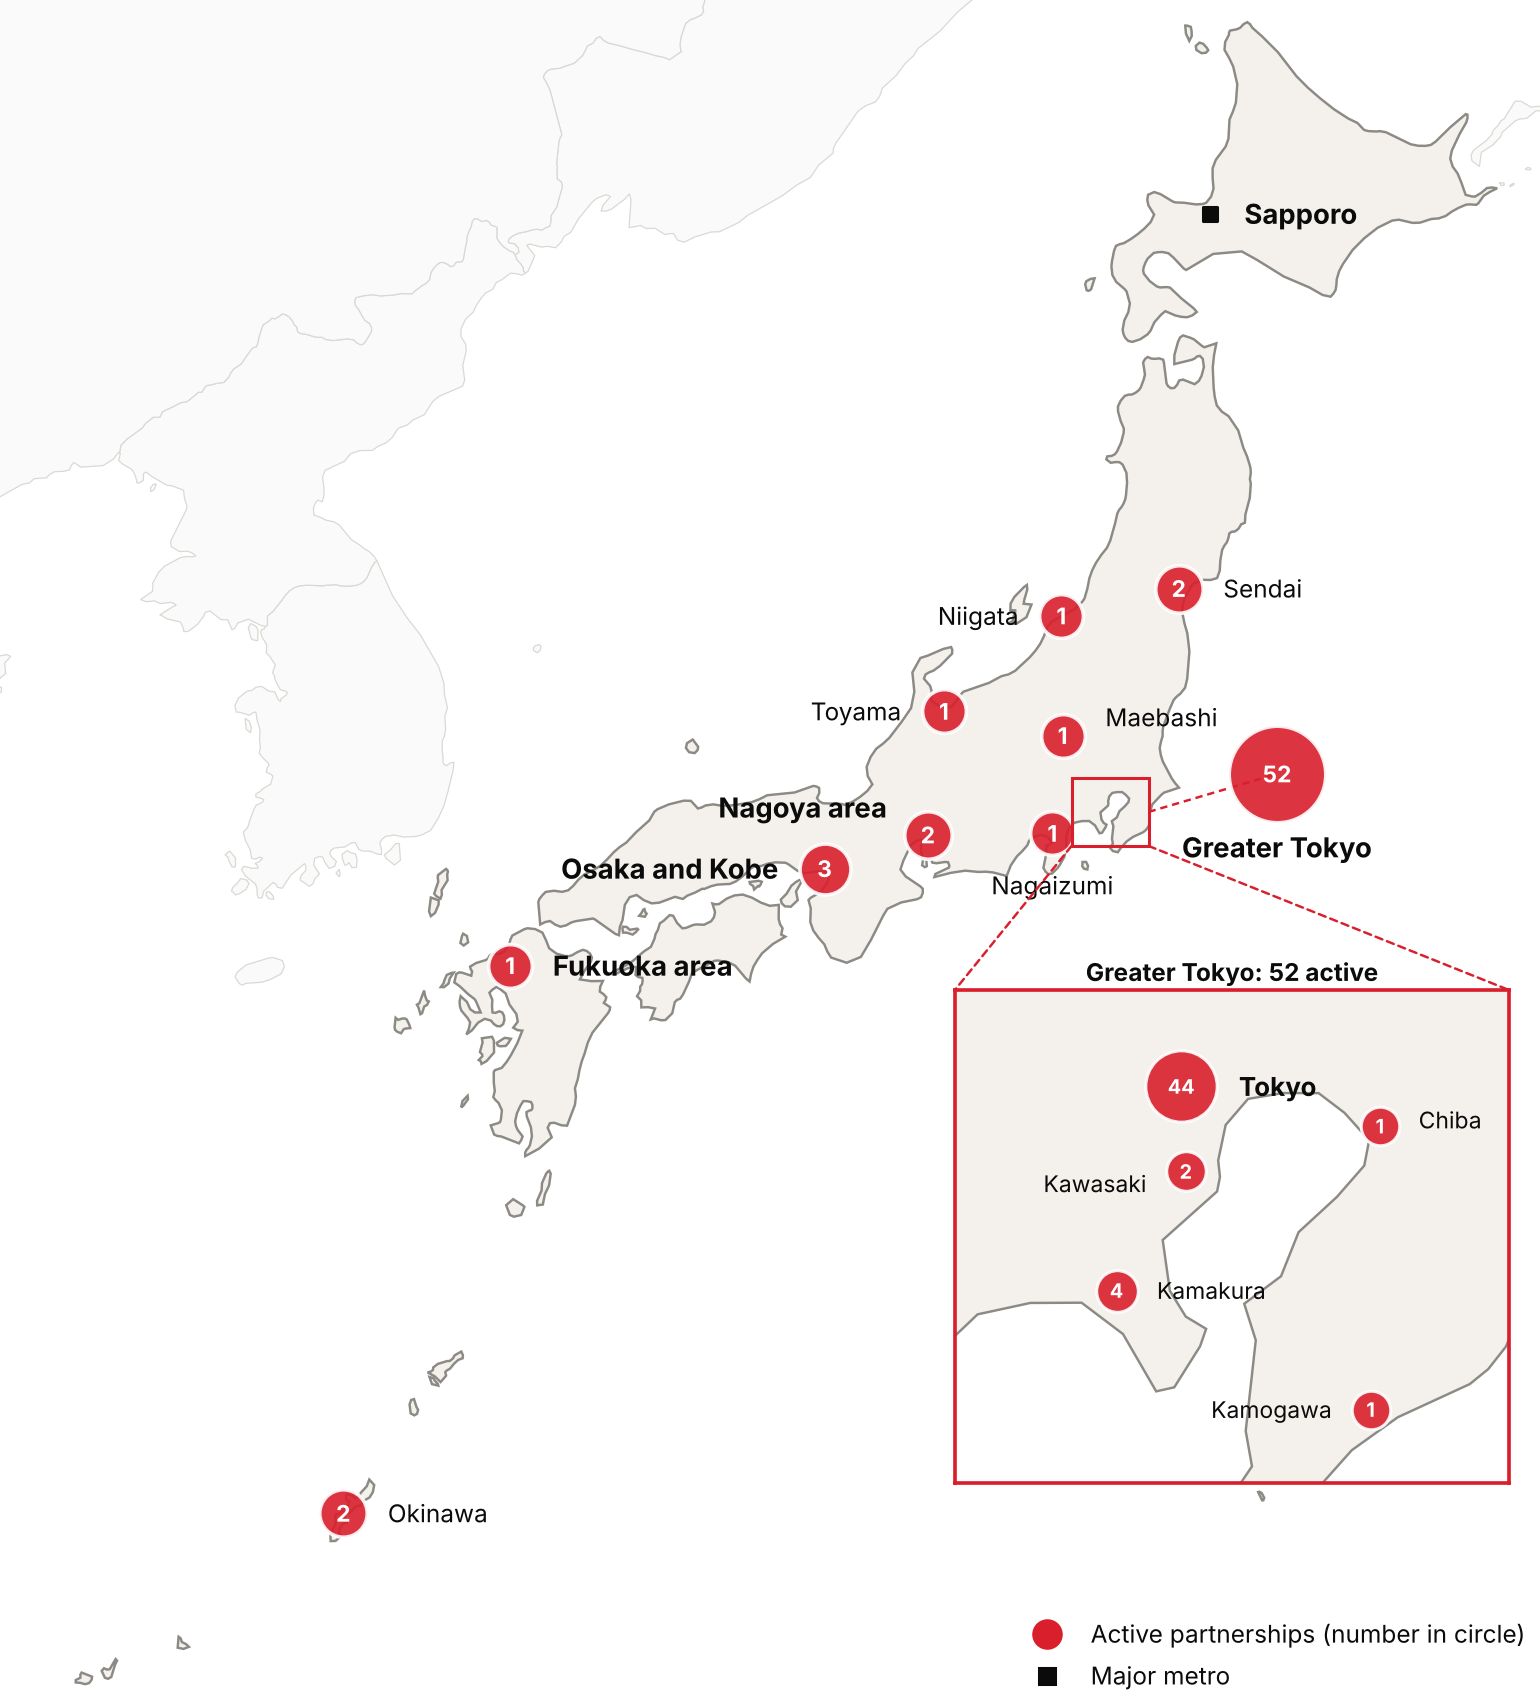 Sapporo
2
Sendai
Niigata
1
Toyama
1
Maebashi
1
52
Greater Tokyo
Nagoya area
2
1
Nagaizumi
Osaka and Kobe
3
1
Fukuoka area
Greater Tokyo: 52 active
44
Tokyo
1
Chiba
2
Kawasaki
4
Kamakura
Kamogawa
1
2
Okinawa
Active partnerships (number in circle)
Major metro